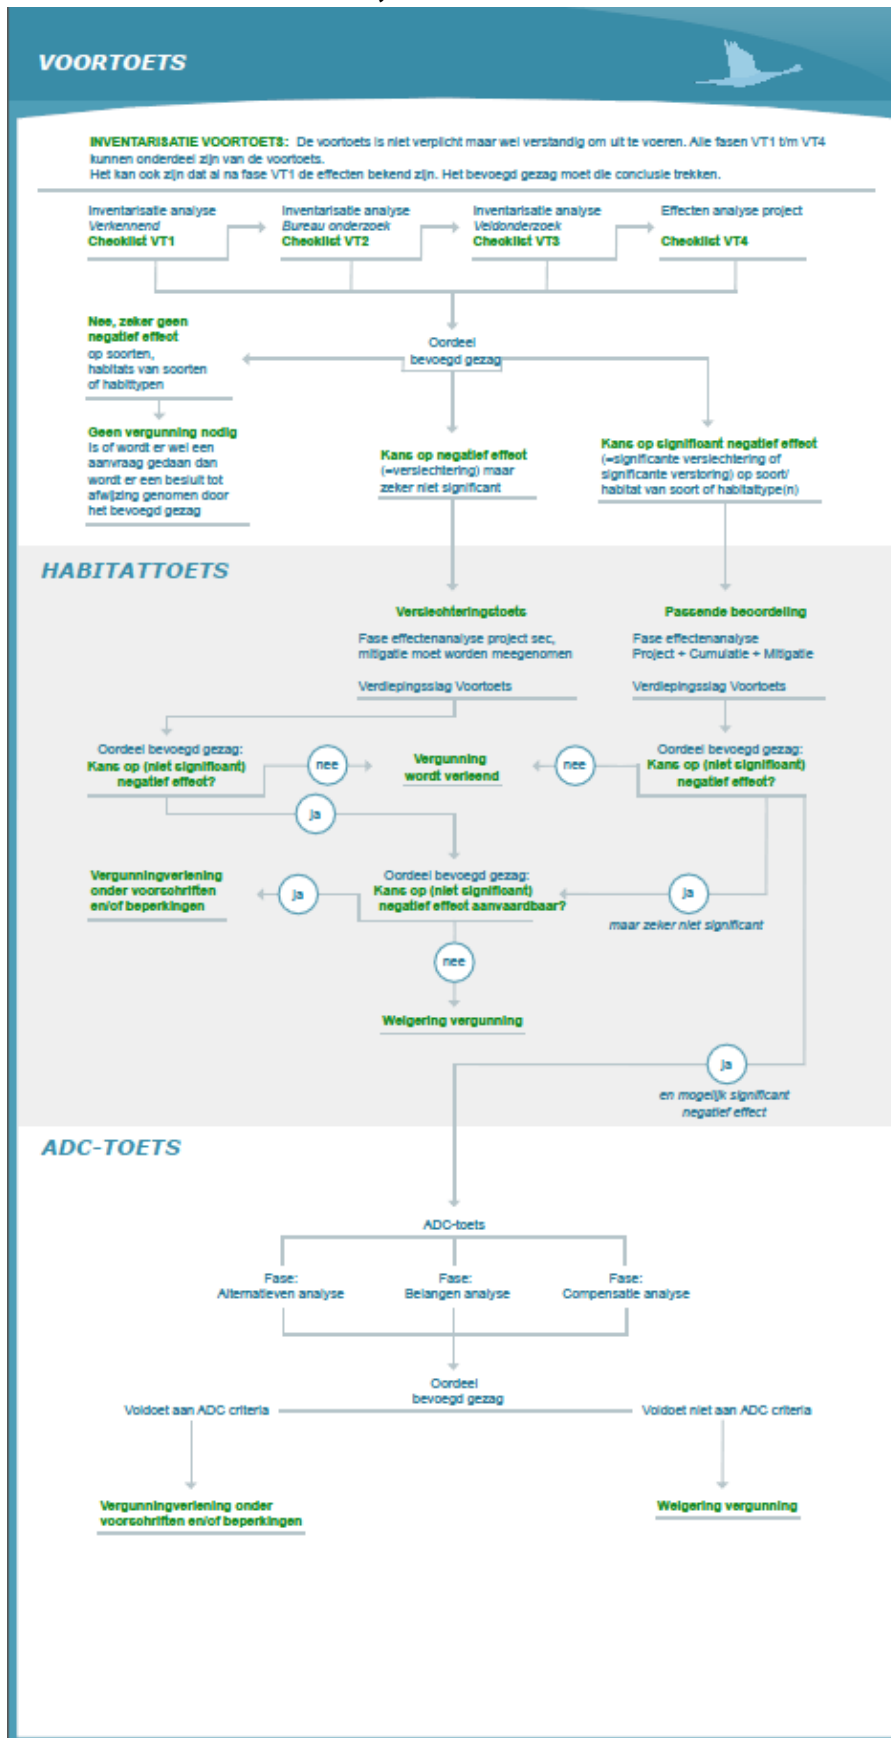 VOORTOETS
INVENTARISATIE VOORTOETS: De voortoets is niet verplicht maar wel verstandig om uit te voeren. Alle fasen VT1 t/m VT4
kunnen onderdeel zijn van de voortoets.
Het kan ook zijn dat al na fase VT1 de effecten bekend zijn. Het bevoegd gezag moet die conclusie trekken.
Inventarisatie analyse
Verkennend
Checklist VT1
Inventarisatie analyse
Bureau onderzoek
Checklist VT2
Inventarisatie analyse
Veldonderzoek
Checklist VT3
Effecten analyse project
Checklist VT4
Nee, zeker geen
negatief effect
op soorten,
habitats van soorten
of habittypen
Oordeel
bevoegd gezag
Geen vergunning nodig
Is of wordt er wel een
aanvraag gedaan dan
wordt er een besluit tot
afwijzing genomen door
het bevoegd gezag
Kans op negatief effect
(=verslechtering) maar
zeker niet significant
Kans op significant negatief effect
(=significante verslechtering of
significante verstoring) op soort/
habitat van soort of habitattype(n)
HABITATTOETS
Verslechteringstoets
Fase effectenanalyse project sec,
mitigatie moet worden meegenomen
Verdiepingsslag Voortoets
Passende beoordeling
Fase effectenanalyse
Project + Cumulatie + Mitigatie
Verdiepingsslag Voortoets
Oordeel bevoegd gezag:
Kans op (niet significant)
negatief effect?
nee
Vergunning
wordt verleend
nee
Oordeel bevoegd gezag:
Kans op (niet significant)
negatief effect?
ja
Vergunningverlening
onder voorschriften
en/of beperkingen
ja
Oordeel bevoegd gezag:
Kans op (niet significant)
negatief effect aanvaardbaar?
ja
maar zeker niet significant
nee
Weigering vergunning
ja
en mogelijk significant
negatief effect
ADC-TOETS
ADC-toets
Fase:
Alternatieven analyse
Fase:
Belangen analyse
Fase:
Compensatie analyse
Oordeel
bevoegd gezag
Voldoet aan ADC criteria
Voldoet niet aan ADC criteria
Vergunningverlening onder
voorschriften en/of beperkingen
Weigering vergunning